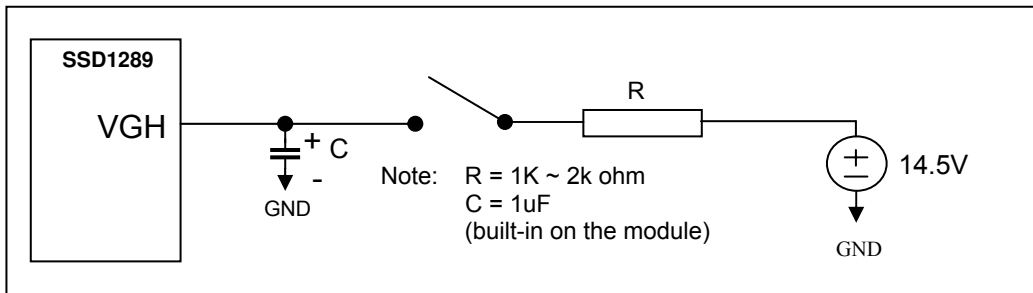 SSD1289
VGH
+
C
-
GND
R
Note: R = 1K ~ 2k ohm
C = 1uF
(built-in on the module)
+
−
14.5V
GND